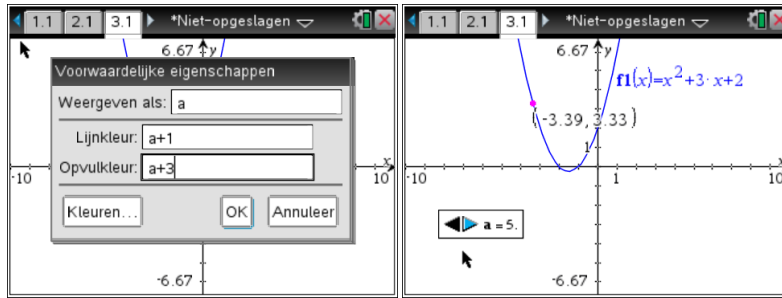 1.1 2.1 3.1 *Niet-opgeslagen
6.67 y
Voorwaardelijke eigenschappen
Weergeven als: a
Lijnkleur: a+1
Opvulkleur: a+3
Kleuren... OK Annuleer
x
-10 10
-6.67
1.1 2.1 3.1 *Niet-opgeslagen
6.67 y
f1(x)=x²+3·x+2
(-3.39, 3.33)
1
x
-10 1 10
a = 5.
-6.67